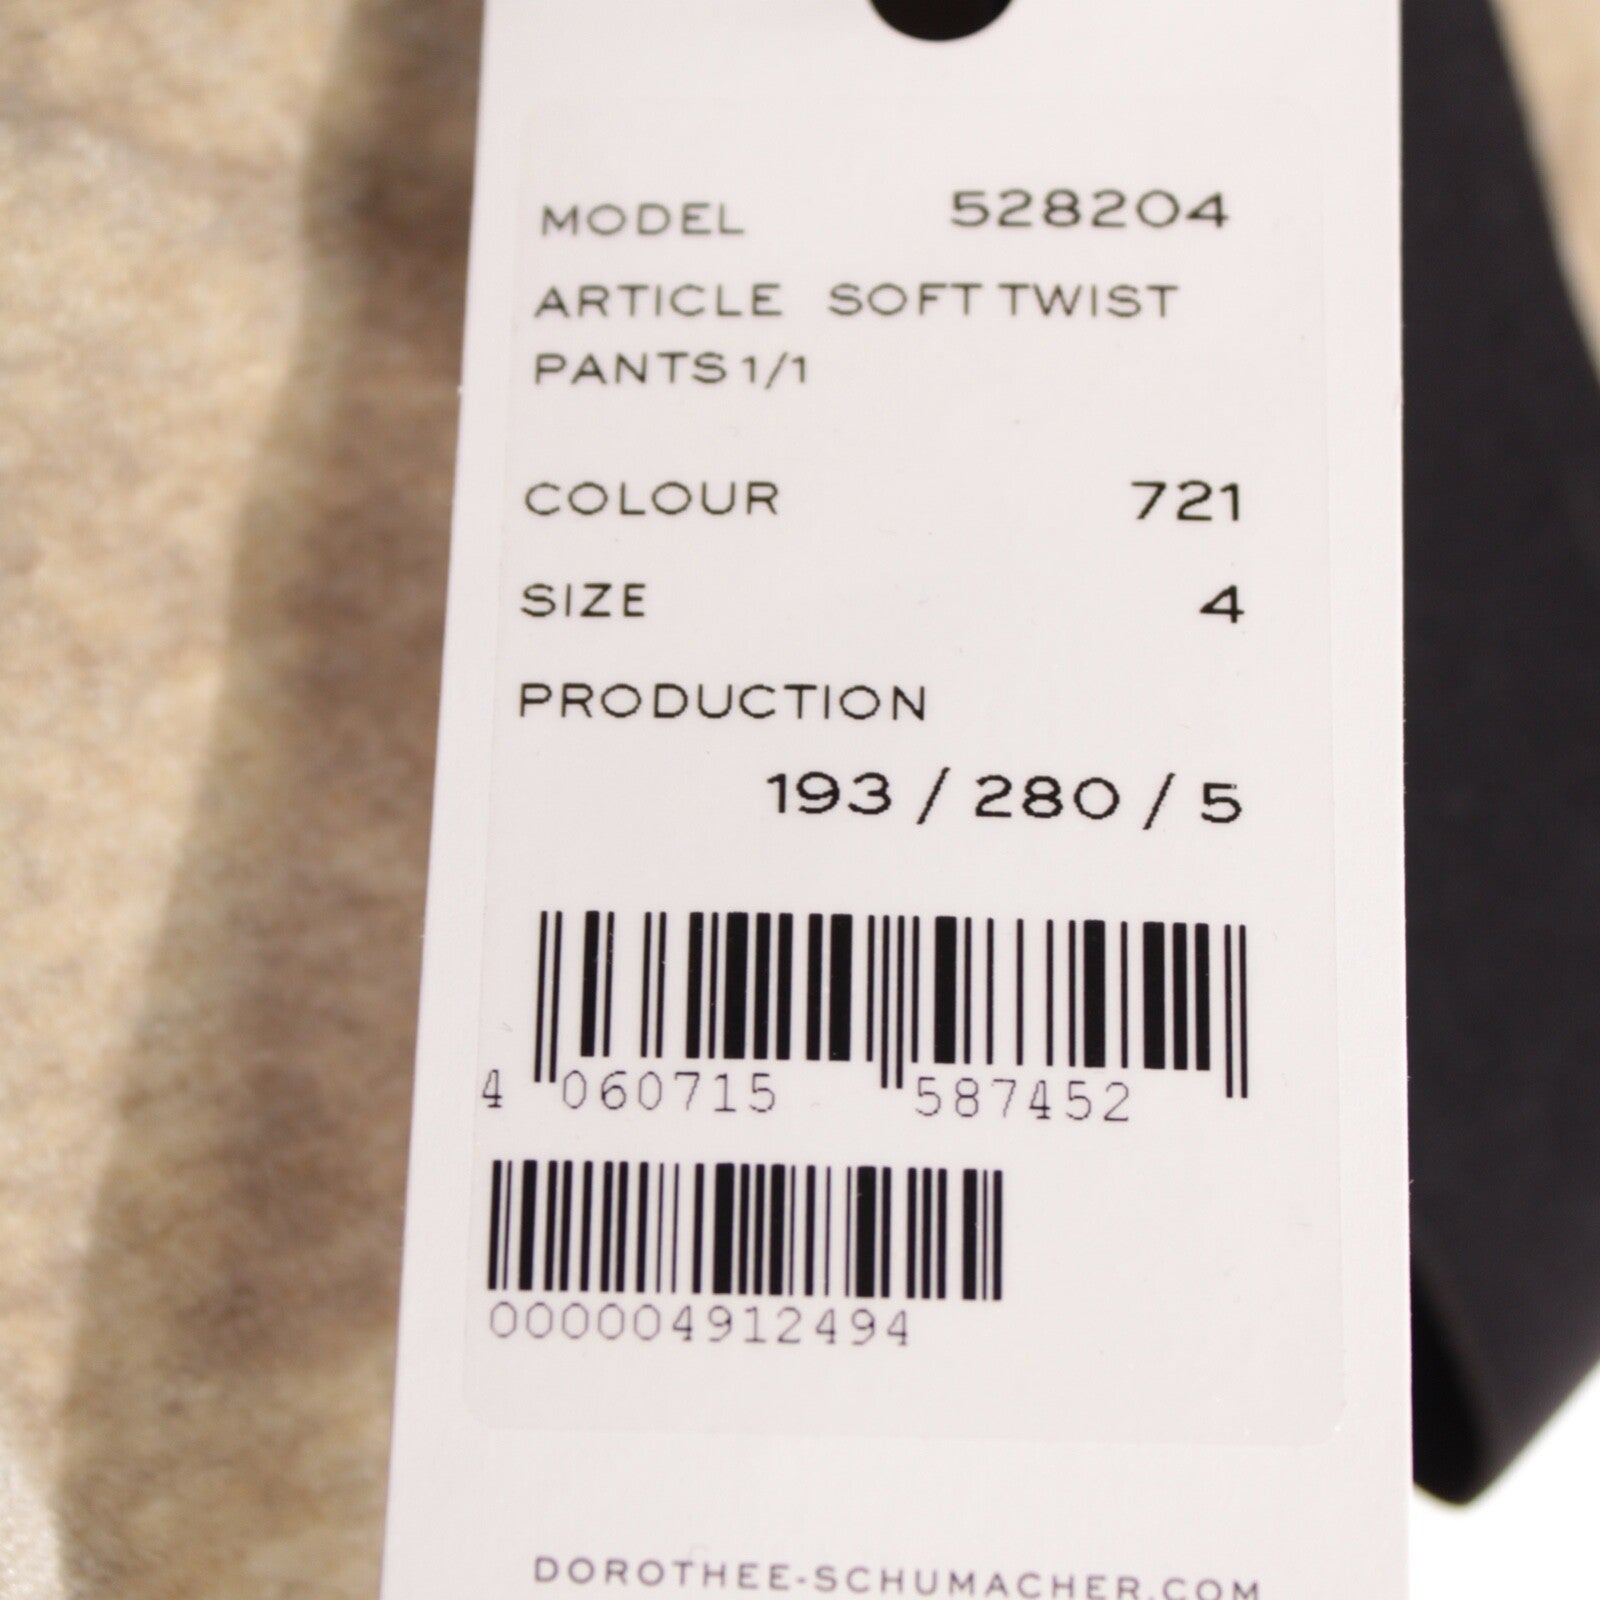 MODEL 528204
ARTICLE SOFT TWIST
PANTS 1/1
COLOUR 721
SIZE 4
PRODUCTION
193 / 280 / 5
4 060715 587452
000004912494
DOROTHEE-SCHUMACHER.COM